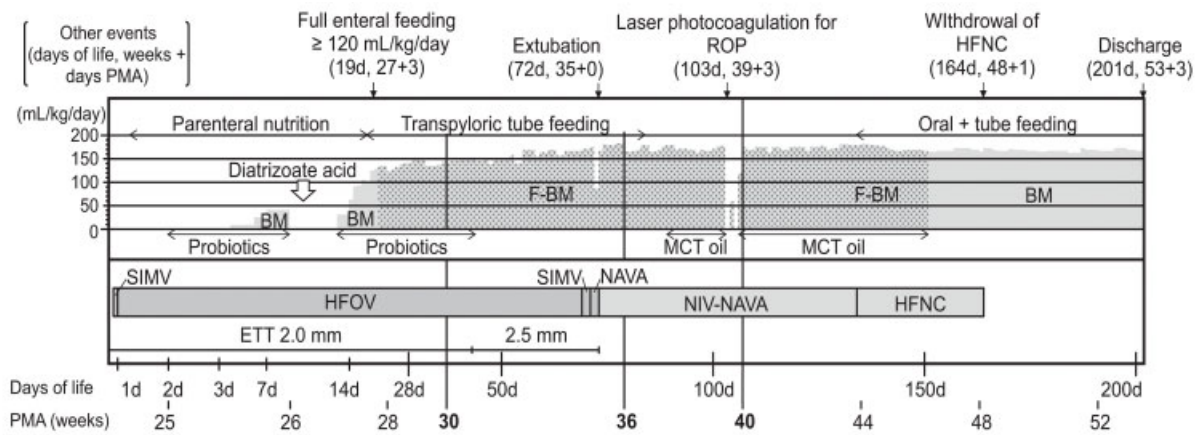 Other events
(days of life, weeks +
days PMA)
Full enteral feeding
≥ 120 mL/kg/day
(19d, 27+3)
Extubation
(72d, 35+0)
Laser photocoagulation for
ROP
(103d, 39+3)
WIthdrawal of
HFNC
(164d, 48+1)
Discharge
(201d, 53+3)
(mL/kg/day)
200
150
100
50
0
Parenteral nutrition
Transpyloric tube feeding
Oral + tube feeding
Diatrizoate acid
BM
BM
F-BM
F-BM
BM
Probiotics
Probiotics
MCT oil
MCT oil
SIMV
SIMV
NAVA
HFOV
NIV-NAVA
HFNC
ETT 2.0 mm
2.5 mm
Days of life 1d 2d 3d 7d 14d 28d 50d 100d 150d 200d
PMA (weeks) 25 26 28 30 36 40 44 48 52